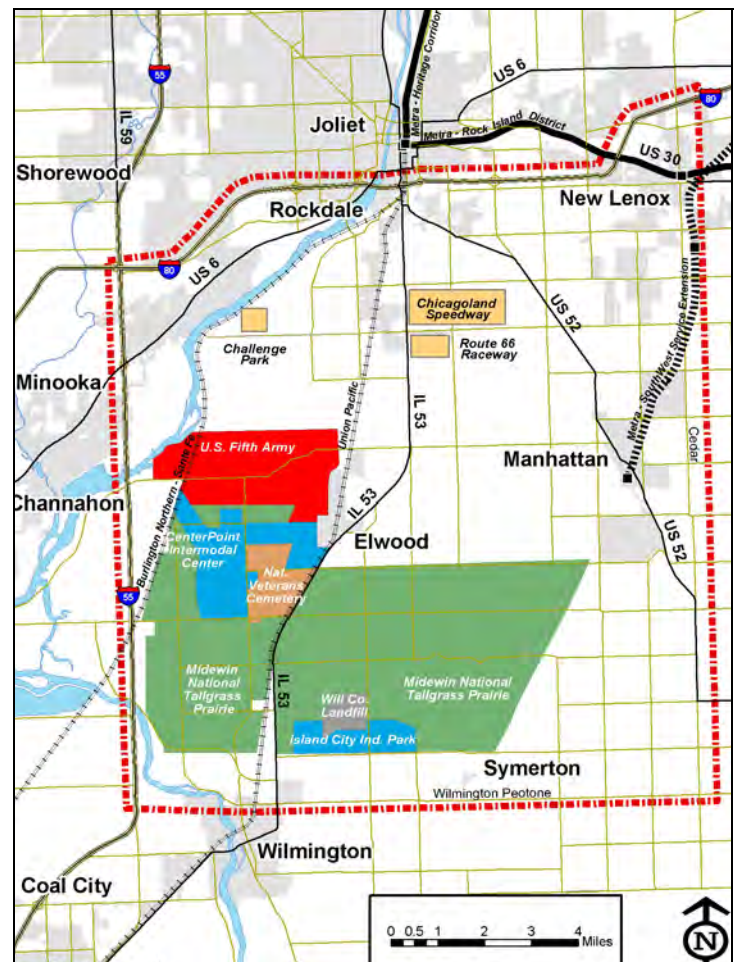 55
IL 59
Metra - Heritage Corridor
US 6
80
Joliet
Metra - Rock Island District
US 30
Shorewood
Rockdale
New Lenox
80
US 6
Chicagoland
Speedway
US 52
Challenge
Park
Route 66
Raceway
Metra - SouthWest Service Extension
Minooka
Union Pacific
IL 53
Cedar
U.S. Fifth Army
Burlington Northern - Santa Fe
Manhattan
Channahon
IL 53
US 52
CenterPoint
Intermodal
Center
Elwood
Nat.
Veterans
Cemetery
55
Midewin
National
Tallgrass
Prairie
IL 53
Will Co.
Landfill
Midewin National
Tallgrass Prairie
Island City Ind. Park
Symerton
Wilmington Peotone
Wilmington
Coal City
0 0.5 1 2 3 4
Miles
N